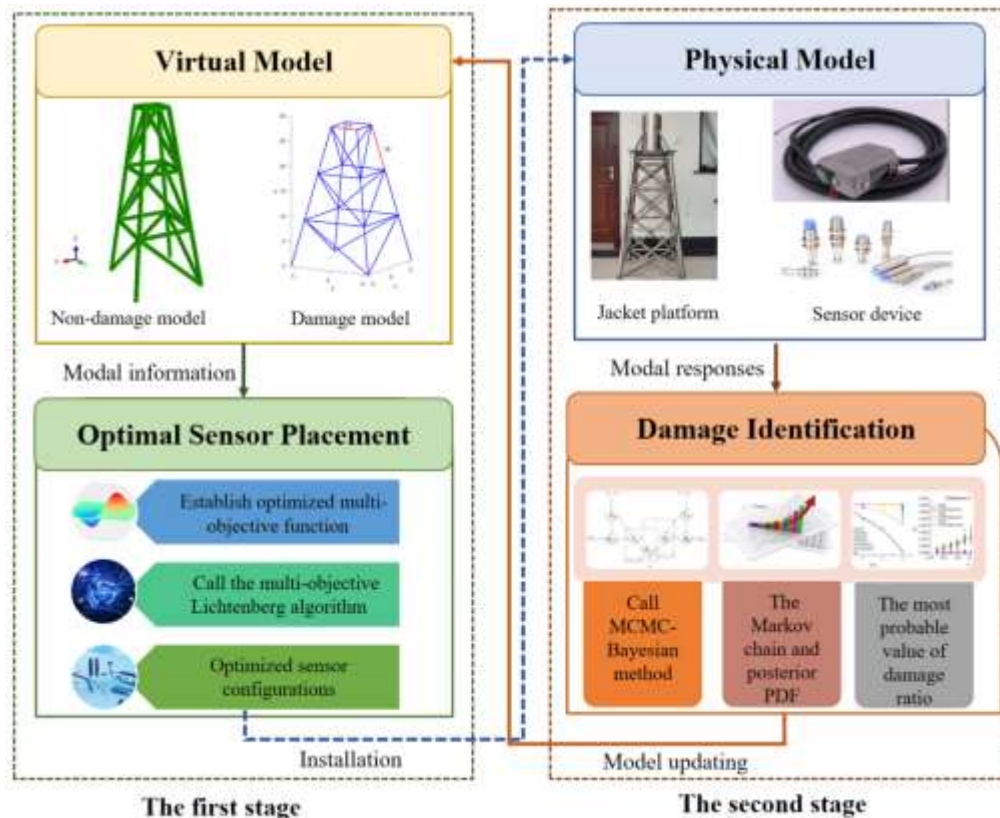 Virtual Model
Non-damage model
Damage model
Modal information
Optimal Sensor Placement
Establish optimized multi-
objective function
Call the multi-objective
Lichtenberg algorithm
Optimized sensor
configurations
Installation
The first stage
Physical Model
Jacket platform
Sensor device
Modal responses
Damage Identification
Call
MCMC-
Bayesian
method
The
Markov
chain and
posterior
PDF
The most
probable
value of
damage
ratio
Model updating
The second stage